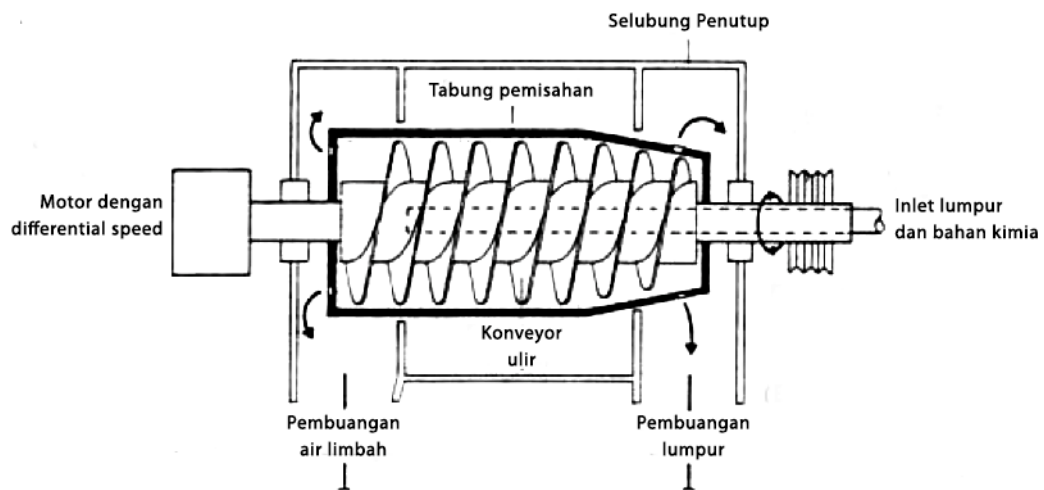 Selubung Penutup
Tabung pemisahan
Motor dengan
differential speed
Inlet lumpur
dan bahan kimia
Konveyor
ulir
Pembuangan
air limbah
Pembuangan
lumpur